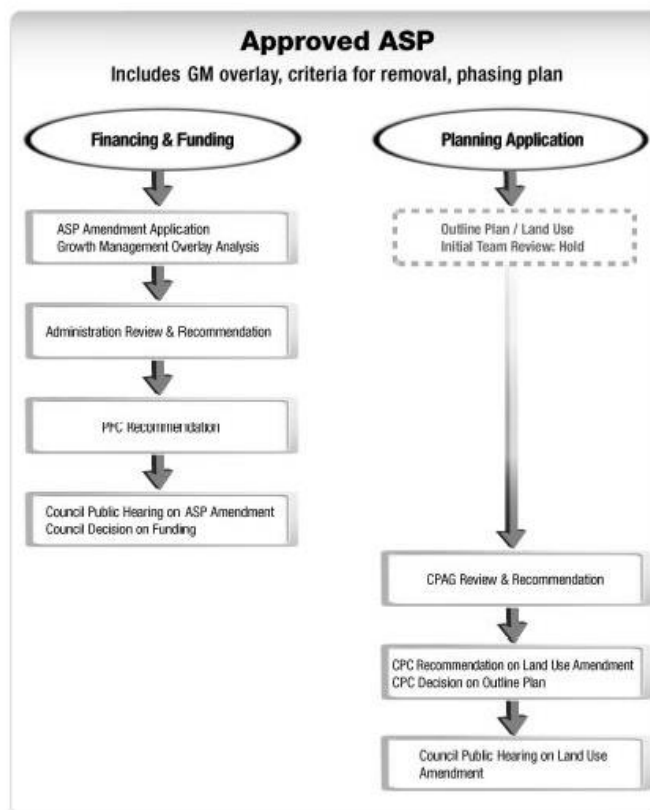 Approved ASP
Includes GM overlay, criteria for removal, phasing plan
Financing & Funding
ASP Amendment Application
Growth Management Overlay Analysis
Administration Review & Recommendation
PFC Recommendation
Council Public Hearing on ASP Amendment
Council Decision on Funding
Planning Application
Outline Plan / Land Use
Initial Team Review: Hold
CPAG Review & Recommendation
CPC Recommendation on Land Use Amendment
CPC Decision on Outline Plan
Council Public Hearing on Land Use
Amendment